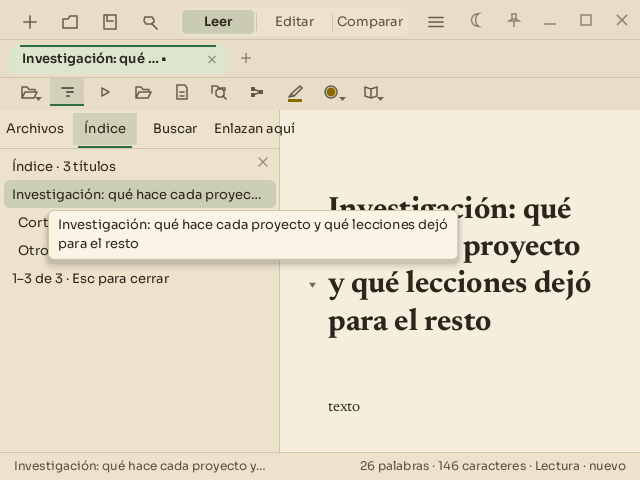 Leer
Editar
Comparar
Investigación: qué ... •
Archivos
Índice
Buscar
Enlazan aquí
Índice · 3 títulos
Investigación: qué hace cada proyec...
Cort
Otro
Investigación: qué hace cada proyecto y qué lecciones dejó
para el resto
1–3 de 3 · Esc para cerrar
Investigación: qué
proyecto
y qué lecciones dejó
para el resto
texto
Investigación: qué hace cada proyecto y...
26 palabras · 146 caracteres · Lectura · nuevo